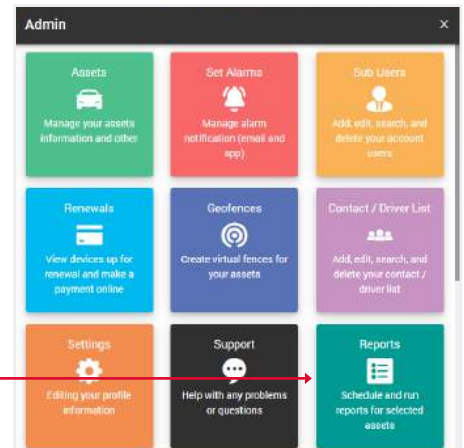 Admin
×
Assets
Manage your assets
information and other
Set Alarms
Manage alarm
notification (email and
app)
Sub Users
Add, edit, search, and
delete your account
users
Renewals
View devices up for
renewal and make a
payment online
Geofences
Create virtual fences for
your assets
Contact / Driver List
Add, edit, search, and
delete your contact /
driver list
Settings
Editing your profile
information
Support
Help with any problems
or questions
Reports
Schedule and run
reports for selected
assets